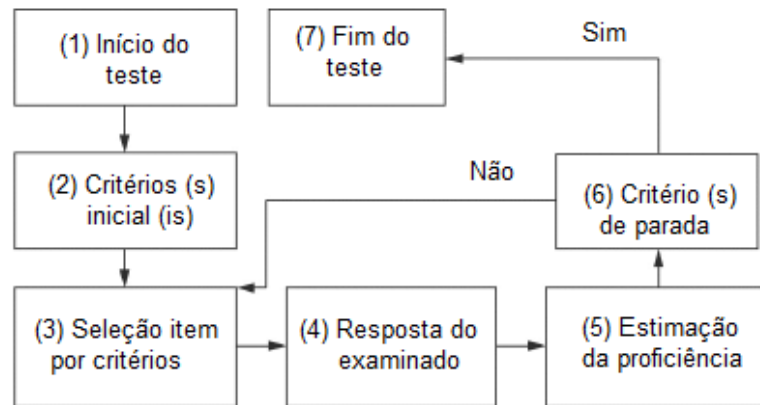 (1) Início do
teste
(2) Critérios (s)
inicial (is)
(3) Seleção item
por critérios
(4) Resposta do
examinado
(5) Estimação
da proficiência
(6) Critério (s)
de parada
Não
Sim
(7) Fim do
teste